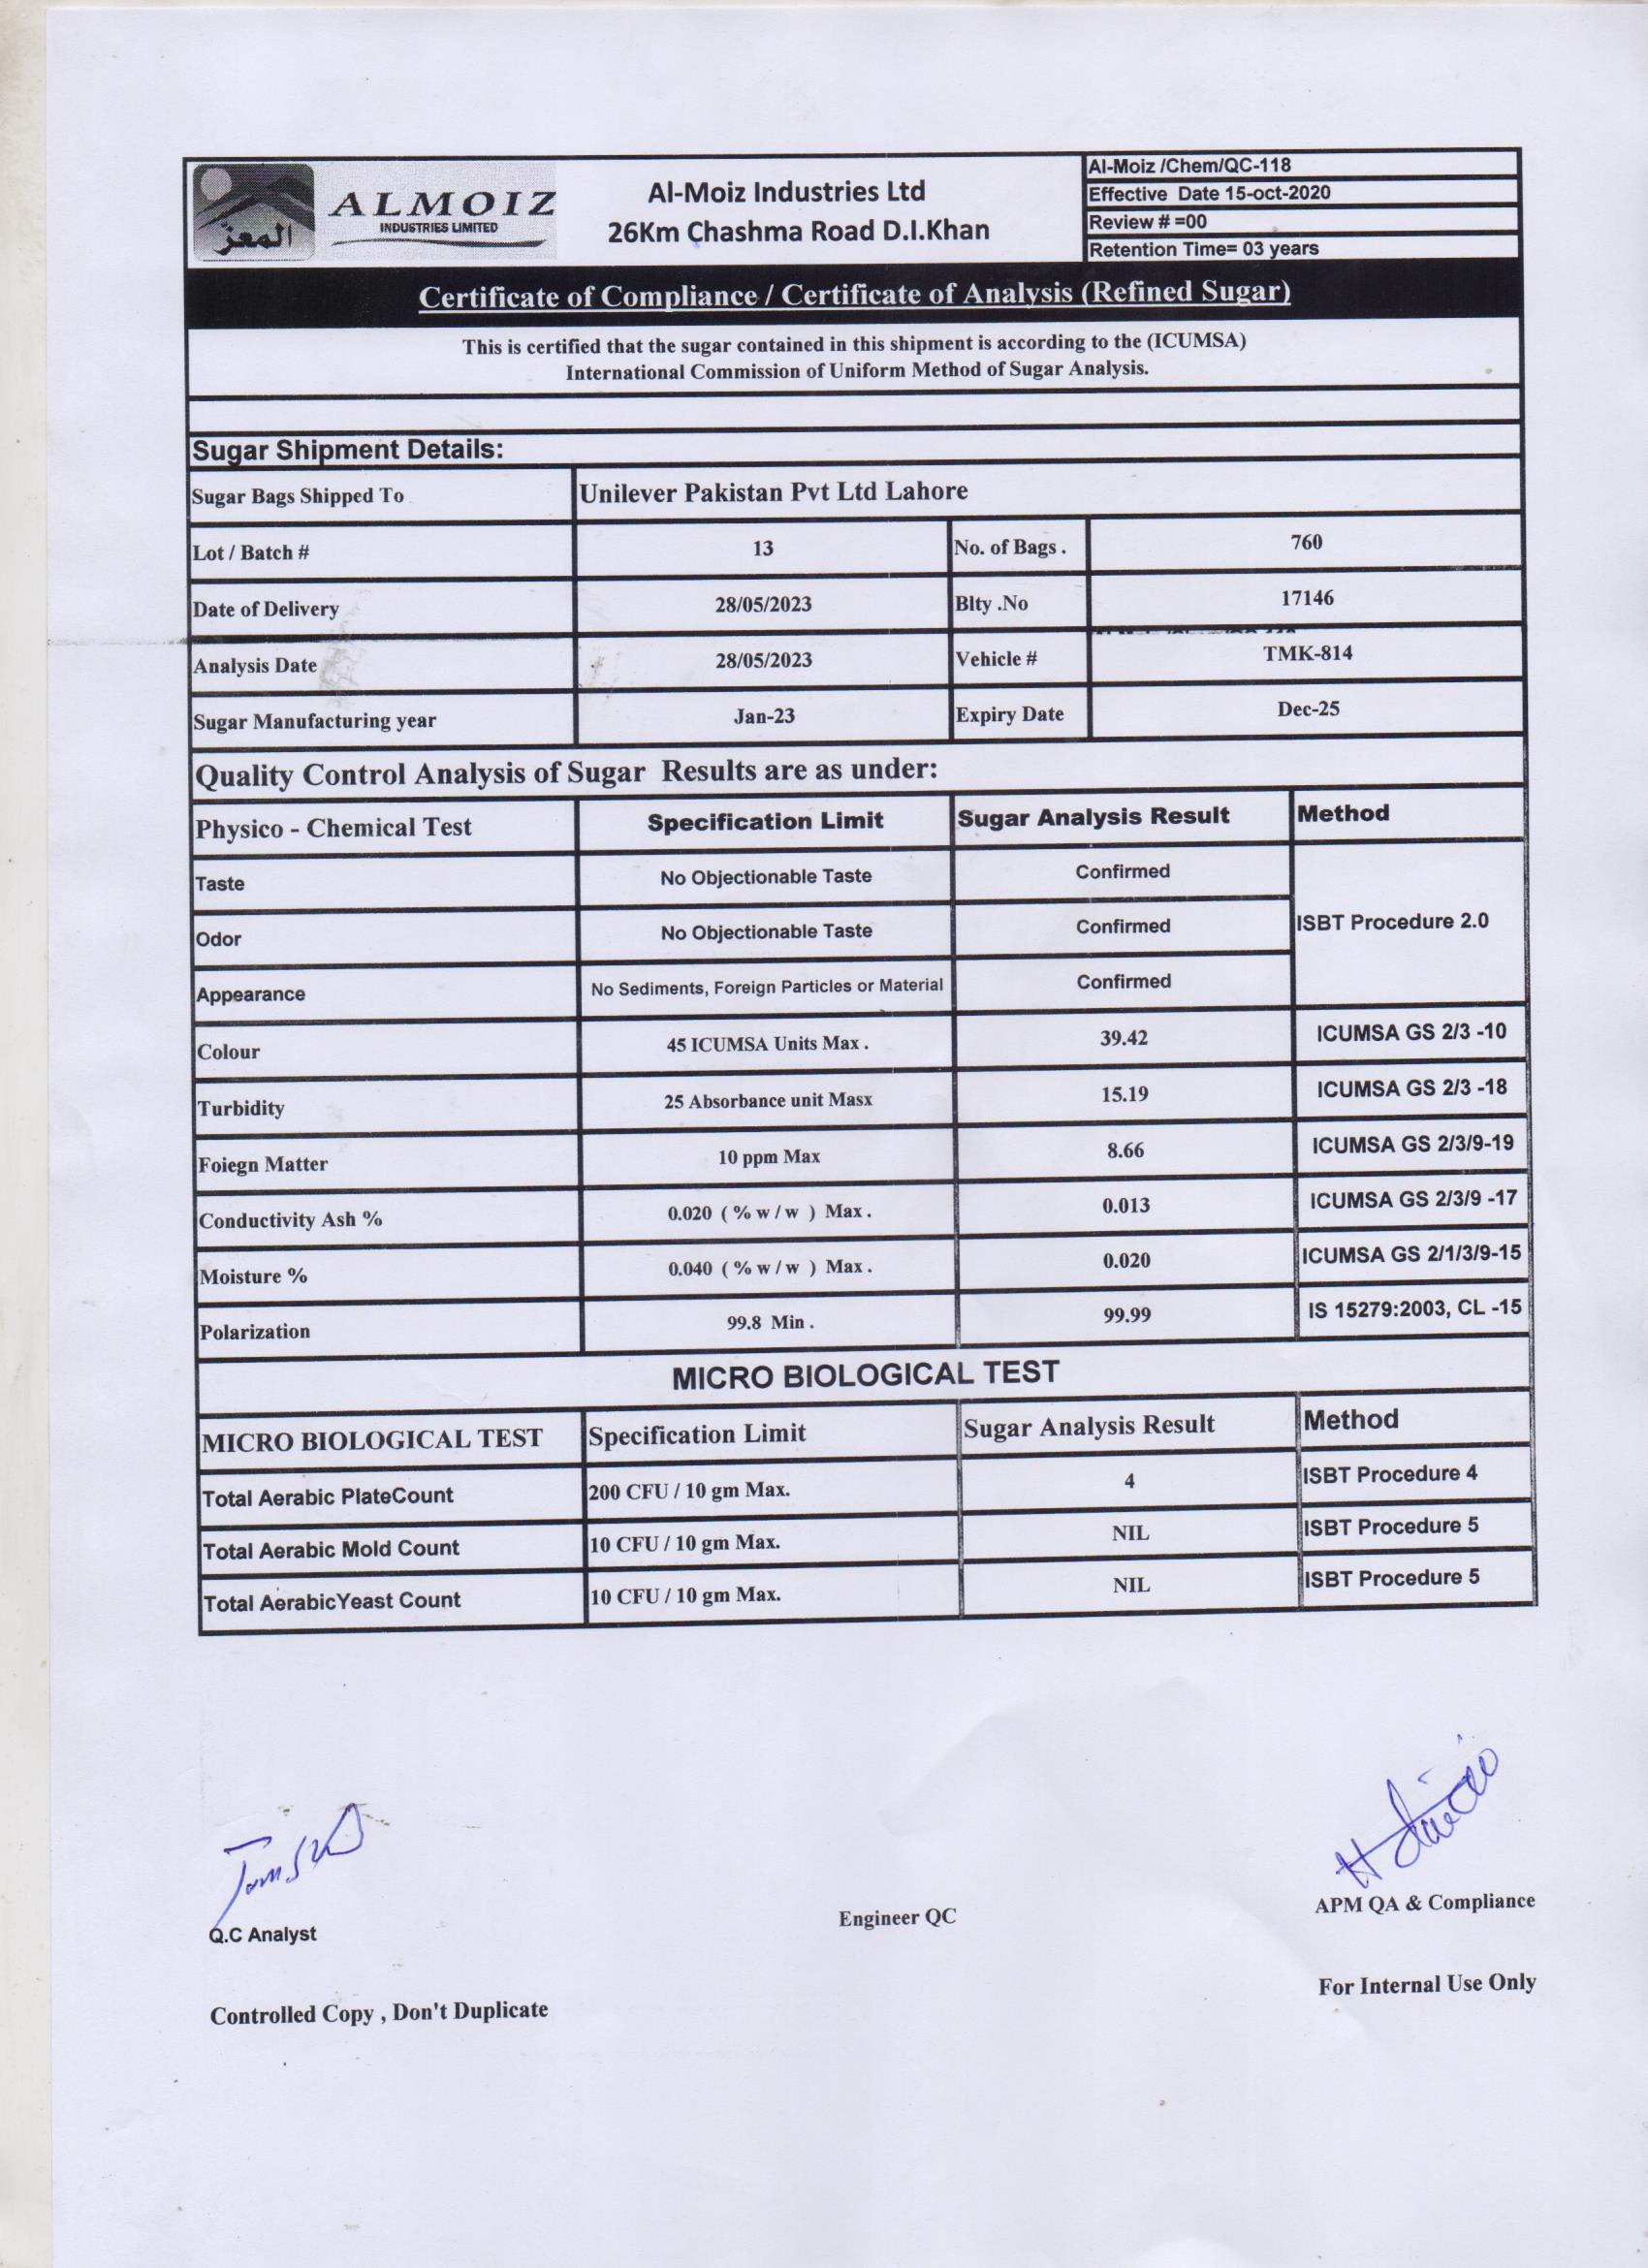 المعز
ALMOIZ
INDUSTRIES LIMITED
Al-Moiz Industries Ltd
26Km Chashma Road D.I.Khan
Al-Moiz /Chem/QC-118
Effective Date 15-oct-2020
Review # =00
Retention Time= 03 years
Certificate of Compliance / Certificate of Analysis (Refined Sugar)
This is certified that the sugar contained in this shipment is according to the (ICUMSA)
International Commission of Uniform Method of Sugar Analysis.
Sugar Shipment Details:
Sugar Bags Shipped To Unilever Pakistan Pvt Ltd Lahore
Lot / Batch # 13 No. of Bags . 760
Date of Delivery 28/05/2023 Blty .No 17146
Analysis Date 28/05/2023 Vehicle # TMK-814
Sugar Manufacturing year Jan-23 Expiry Date Dec-25
Quality Control Analysis of Sugar Results are as under:
Physico - Chemical Test Specification Limit Sugar Analysis Result Method
Taste No Objectionable Taste Confirmed
Odor No Objectionable Taste Confirmed ISBT Procedure 2.0
Appearance No Sediments, Foreign Particles or Material Confirmed
Colour 45 ICUMSA Units Max . 39.42 ICUMSA GS 2/3 -10
Turbidity 25 Absorbance unit Masx 15.19 ICUMSA GS 2/3 -18
Foiegn Matter 10 ppm Max 8.66 ICUMSA GS 2/3/9-19
Conductivity Ash % 0.020 ( % w / w ) Max . 0.013 ICUMSA GS 2/3/9 -17
Moisture % 0.040 ( % w / w ) Max . 0.020 ICUMSA GS 2/1/3/9-15
Polarization 99.8 Min . 99.99 IS 15279:2003, CL -15
MICRO BIOLOGICAL TEST
MICRO BIOLOGICAL TEST Specification Limit Sugar Analysis Result Method
Total Aerabic PlateCount 200 CFU / 10 gm Max. 4 ISBT Procedure 4
Total Aerabic Mold Count 10 CFU / 10 gm Max. NIL ISBT Procedure 5
Total AerabicYeast Count 10 CFU / 10 gm Max. NIL ISBT Procedure 5
Q.C Analyst Engineer QC APM QA & Compliance
For Internal Use Only
Controlled Copy , Don't Duplicate